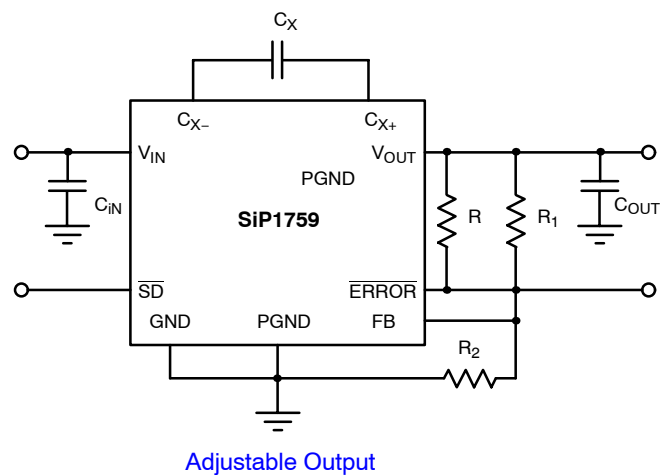 CX
CX− CX+
VIN VOUT
PGND
CiN SiP1759 R R1 COUT
SD ERROR
GND PGND FB
R2
Adjustable Output